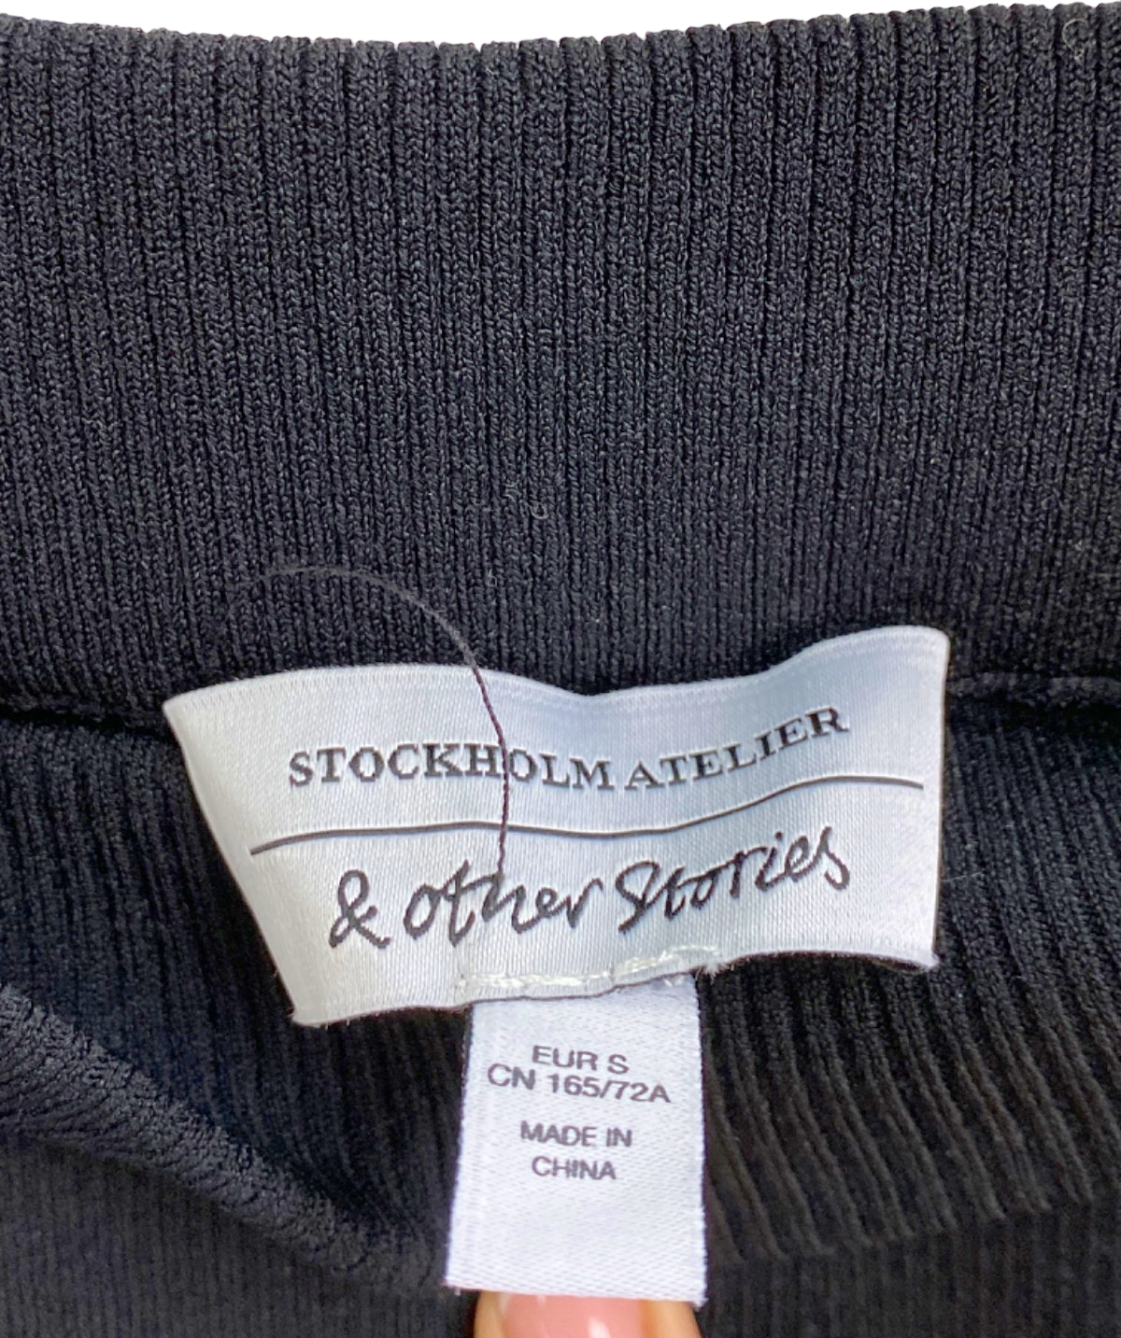 STOCKHOLM ATELIER
& other Stories
EUR S
CN 165/72A
MADE IN
CHINA